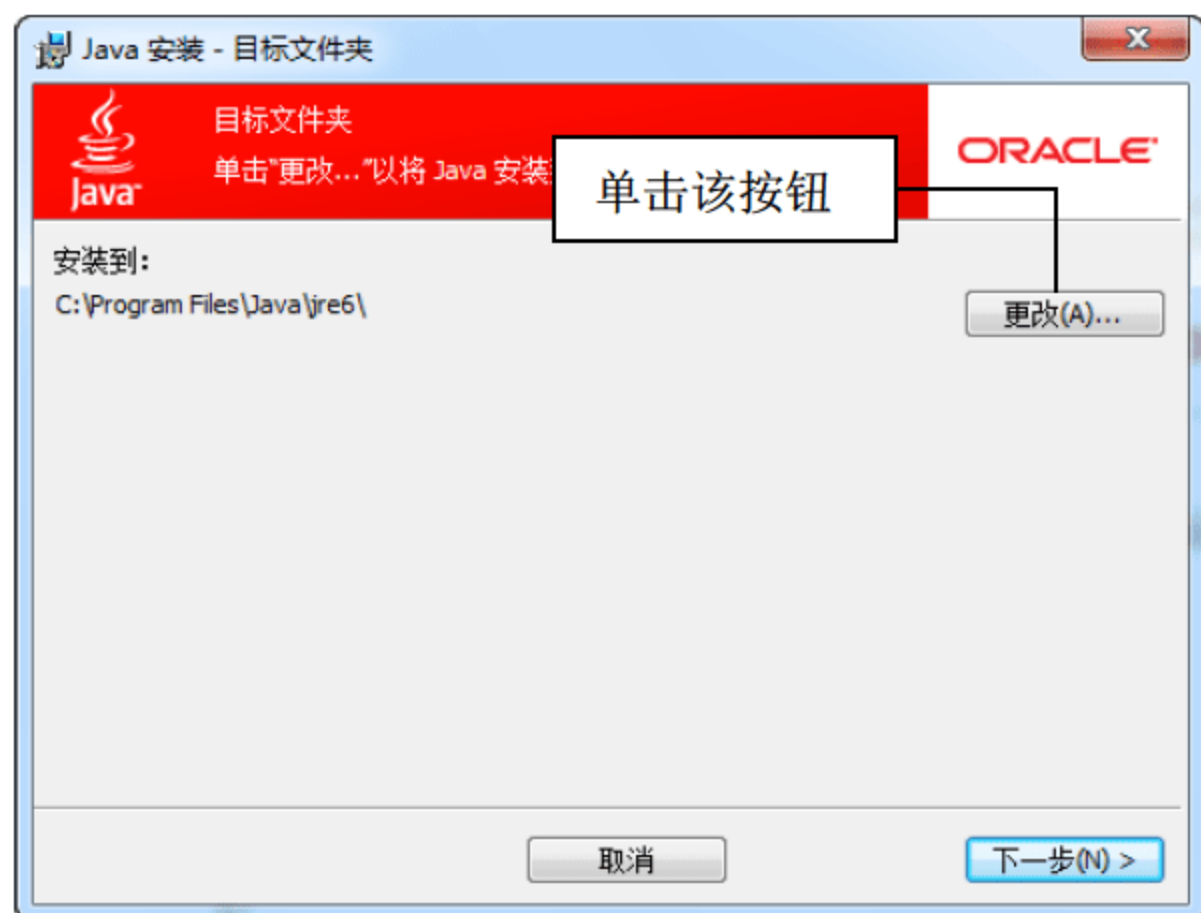 Java 安装 - 目标文件夹
目标文件夹
单击“更改...”以将 Java 安装
单击该按钮
Java
ORACLE
安装到：
C:\Program Files\Java\jre6\
更改(A)...
取消
下一步(N) >